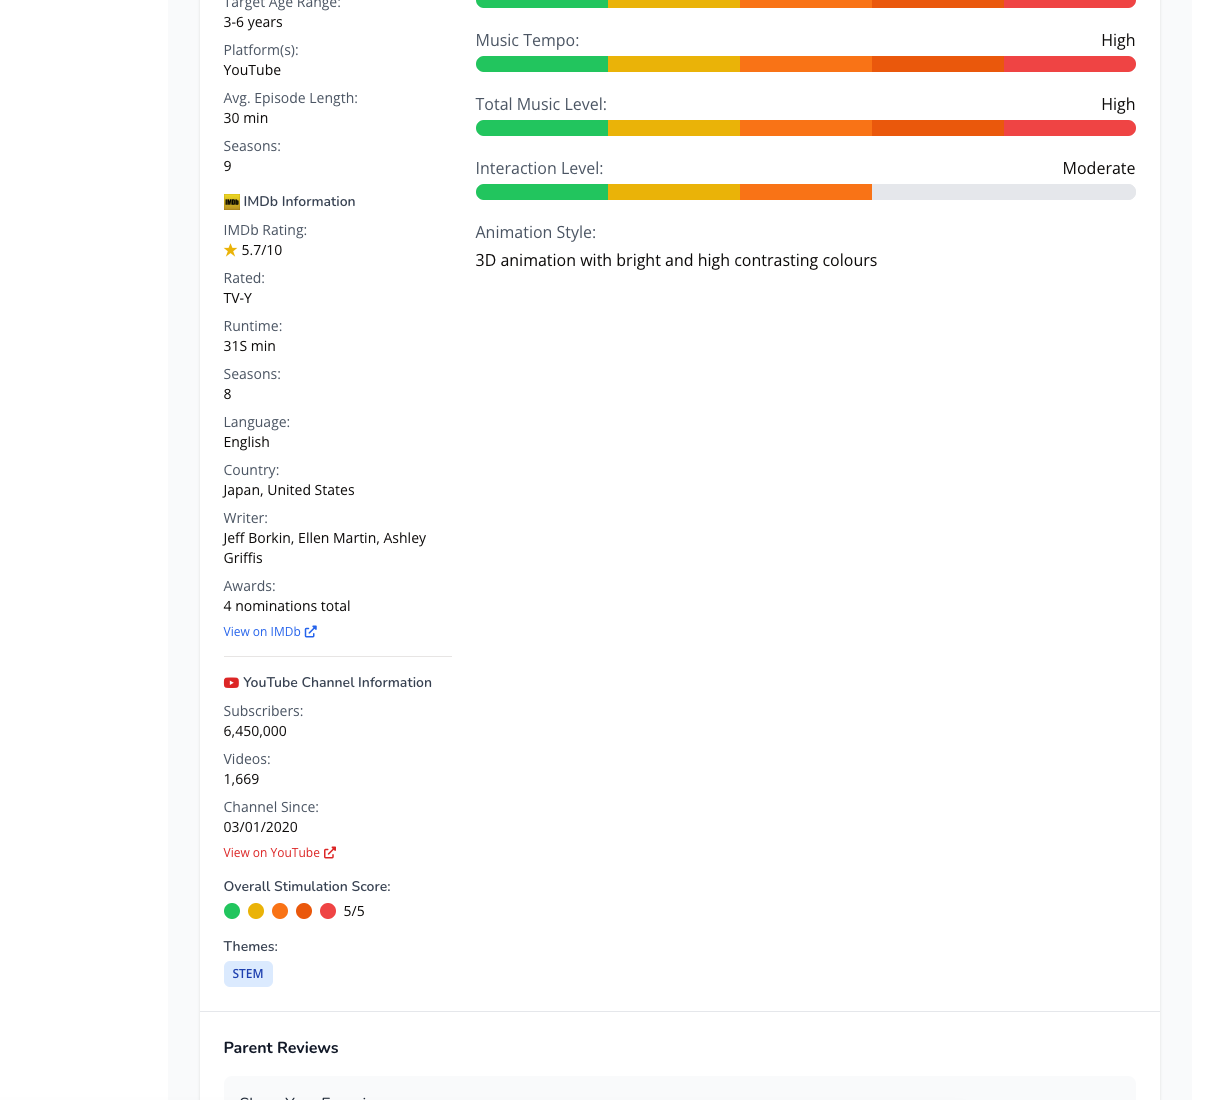 Target Age Range:
3-6 years
Platform(s):
YouTube
Avg. Episode Length:
30 min
Seasons:
9
IMDb IMDb Information
IMDb Rating:
5.7/10
Rated:
TV-Y
Runtime:
31S min
Seasons:
8
Language:
English
Country:
Japan, United States
Writer:
Jeff Borkin, Ellen Martin, Ashley
Griffis
Awards:
4 nominations total
View on IMDb
YouTube Channel Information
Subscribers:
6,450,000
Videos:
1,669
Channel Since:
03/01/2020
View on YouTube
Overall Stimulation Score:
5/5
Themes:
STEM
Music Tempo:
High
Total Music Level:
High
Interaction Level:
Moderate
Animation Style:
3D animation with bright and high contrasting colours
Parent Reviews